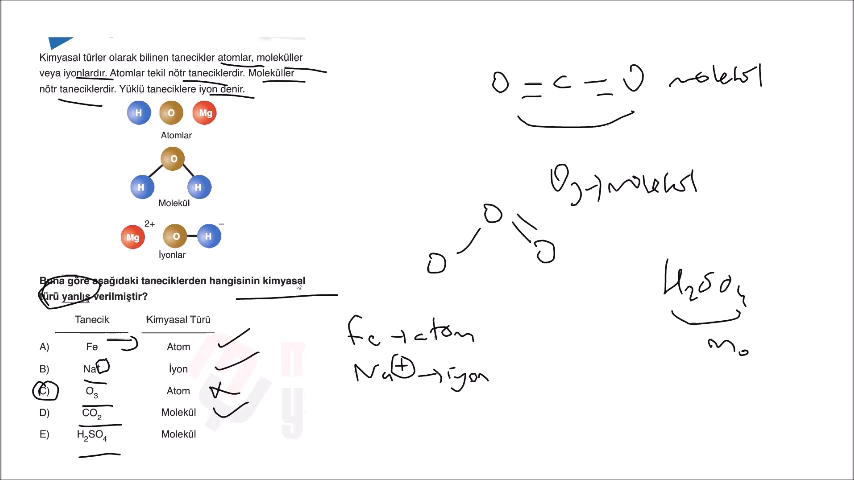 Kimyasal türler olarak bilinen tanecikler atomlar, moleküller
veya iyonlardır. Atomlar tekil nötr taneciklerdir. Moleküller
nötr taneciklerdir. Yüklü taneciklere iyon denir.
H O Mg
Atomlar
O
H H
Molekül
Mg 2+ O H –
İyonlar
Buna göre aşağıdaki taneciklerden hangisinin kimyasal
türü yanlış verilmiştir?
Tanecik Kimyasal Türü
A) Fe Atom
B) Na+ İyon
C) O3 Atom
D) CO2 Molekül
E) H2SO4 Molekül
O = C = O molekül
O3 → molekül
O O O
H2SO4
mo
Fe → atom
Na+ → iyon